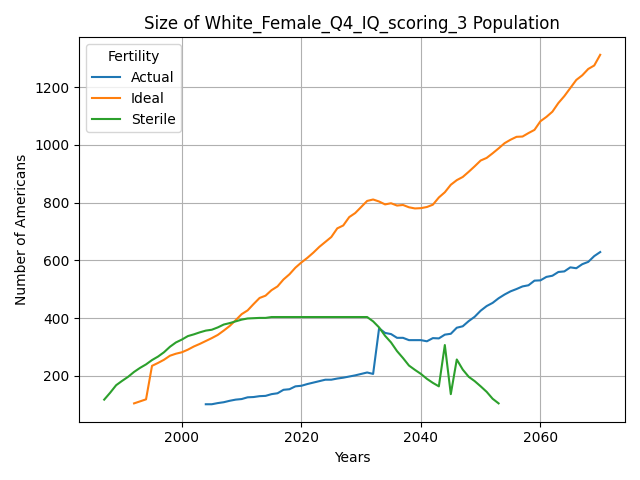 Size of White_Female_Q4_IQ_scoring_3 Population
Fertility
Actual
Ideal
Sterile
Number of Americans
1200
1000
800
600
400
200
2000
2020
2040
2060
Years